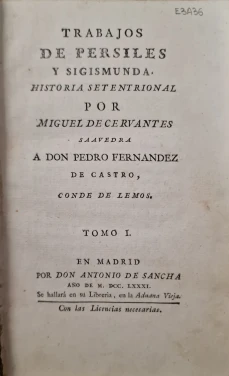 E3A36
TRABAJOS
DE PERSILES
Y SIGISMUNDA.
HISTORIA SETENTRIONAL
POR
MIGUEL DE CERVANTES
SAAVEDRA
A DON PEDRO FERNANDEZ
DE CASTRO,
CONDE DE LEMOS.
TOMO I.
EN MADRID
POR DON ANTONIO DE SANCHA
AÑO DE M. DCC. LXXXI.
Se hallará en su Libreria, en la Aduana Vieja.
Con las Licencias necesarias.